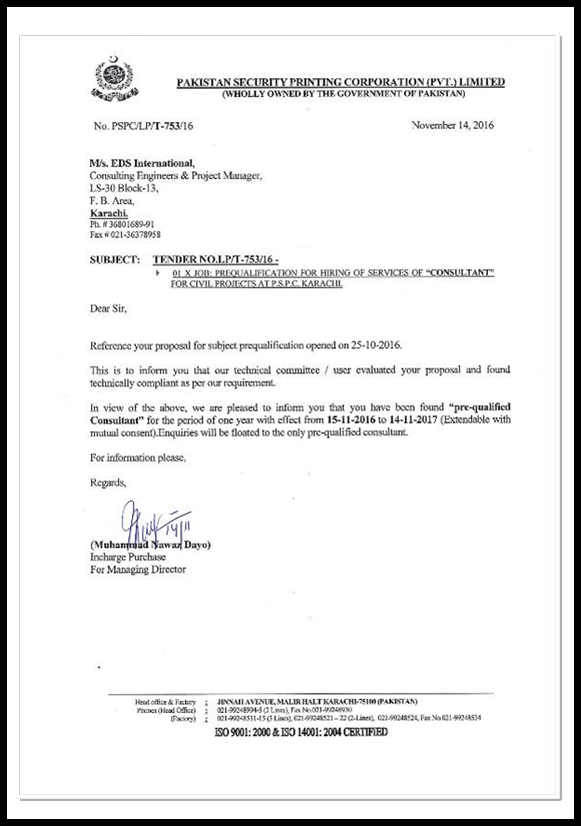 PAKISTAN SECURITY PRINTING CORPORATION (PVT.) LIMITED
(WHOLLY OWNED BY THE GOVERNMENT OF PAKISTAN)
No. PSPC/LP/T-753/16
November 14, 2016
M/s. EDS International,
Consulting Engineers & Project Manager,
LS-30 Block-13,
F. B. Area,
Karachi.
Ph. # 36801689-91
Fax # 021-36378958
SUBJECT: TENDER NO.LP/T-753/16 -
01 X JOB: PREQUALIFICATION FOR HIRING OF SERVICES OF “CONSULTANT”
FOR CIVIL PROJECTS AT P.S.P.C. KARACHI.
Dear Sir,
Reference your proposal for subject prequalification opened on 25-10-2016.
This is to inform you that our technical committee / user evaluated your proposal and found
technically compliant as per our requirement.
In view of the above, we are pleased to inform you that you have been found “pre-qualified
Consultant” for the period of one year with effect from 15-11-2016 to 14-11-2017 (Extendable with
mutual consent).Enquiries will be floated to the only pre-qualified consultant.
For information please,
Regards,
14/11
(Muhammad Nawaz Dayo)
Incharge Purchase
For Managing Director
Head office & Factory : JINNAH AVENUE, MALIR HALT KARACHI-75100 (PAKISTAN)
Phones (Head Office) : 021-99248994-5 (2 Lines), Fax No.021-99248930
(Factory) : 021-99248511-15 (5 Lines), 021-99248521 – 22 (2-Lines), 021-99248524, Fax No.021-99248534
ISO 9001: 2000 & ISO 14001: 2004 CERTIFIED